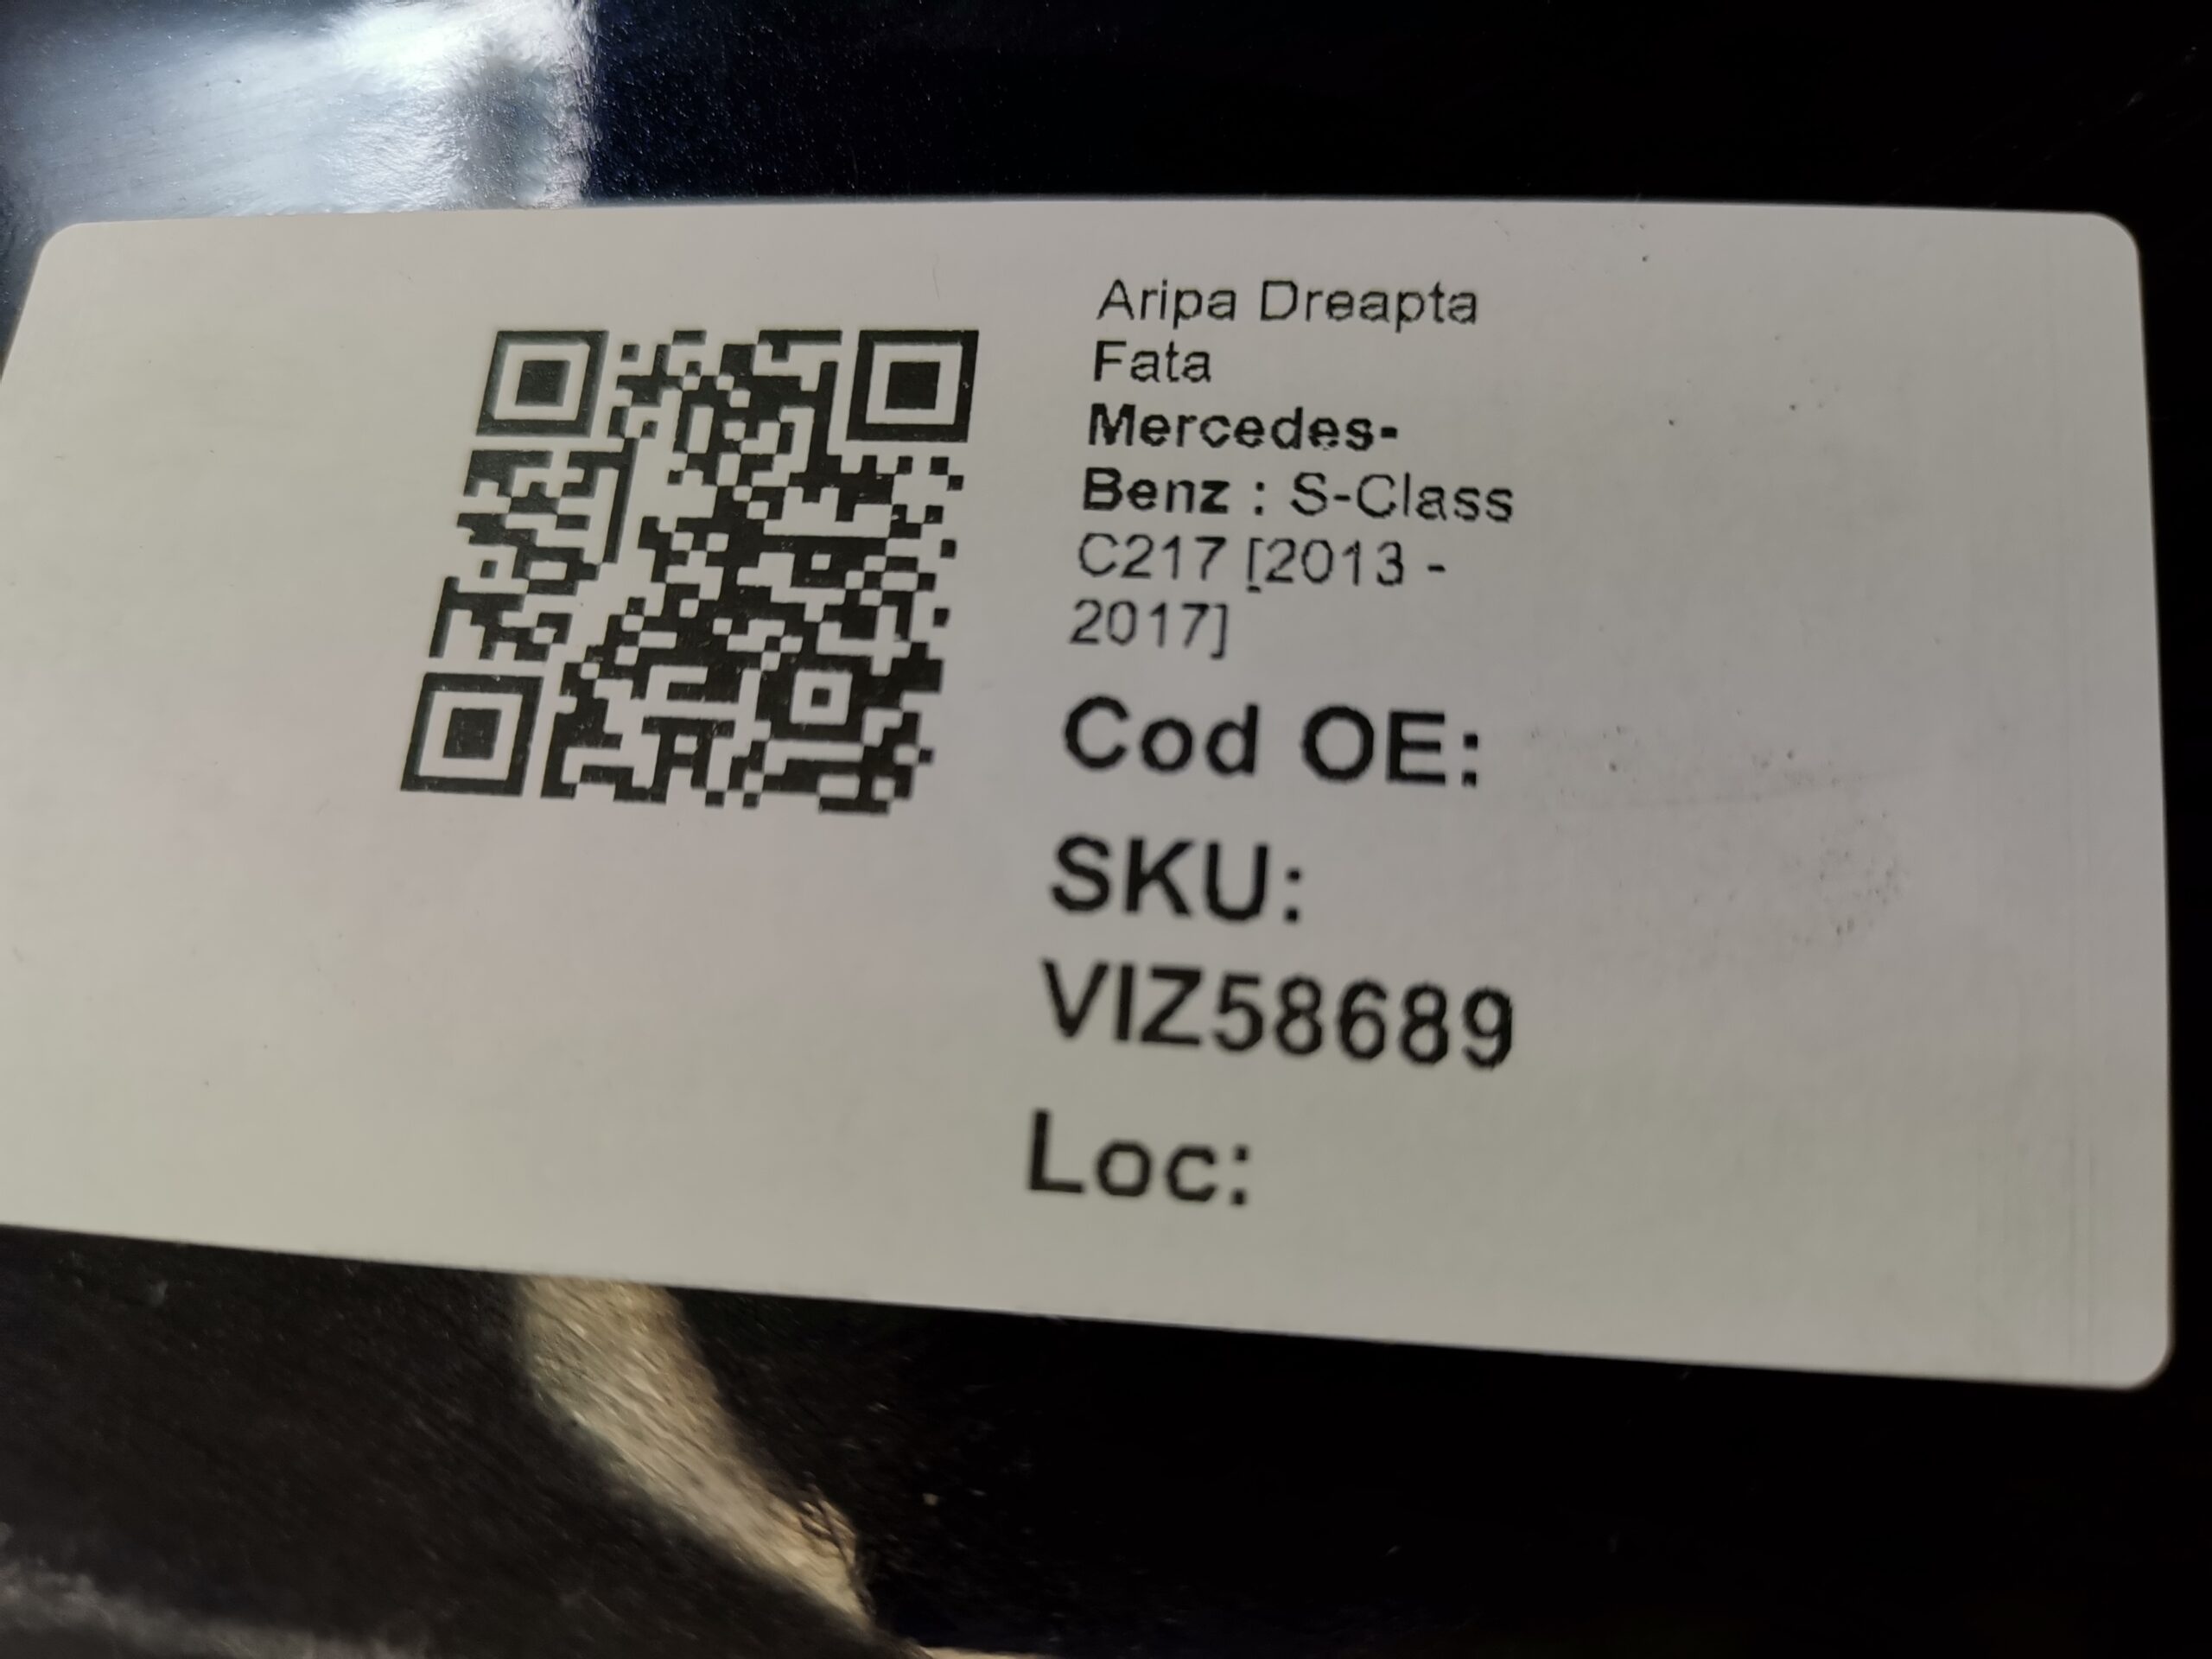 Aripa Dreapta
Fata
Mercedes-
Benz : S-Class
C217 [2013 -
2017]
Cod OE:
SKU:
VIZ58689
Loc: